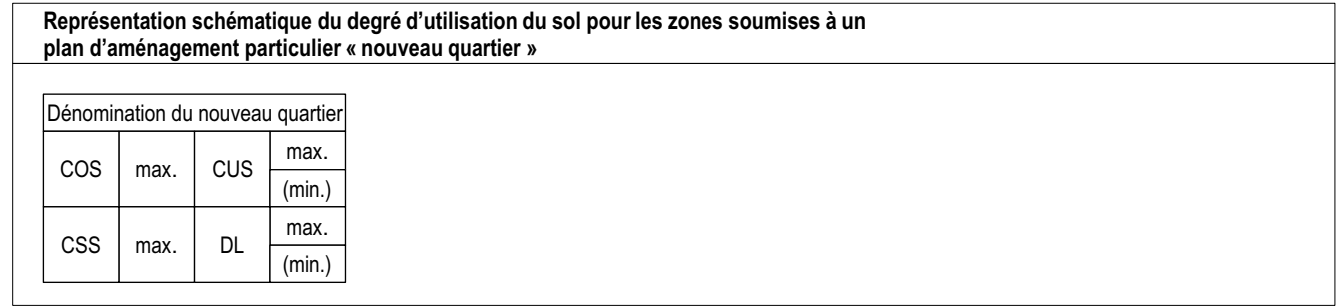 Représentation schématique du degré d’utilisation du sol pour les zones soumises à un
plan d’aménagement particulier « nouveau quartier »
Dénomination du nouveau quartier
COS max. CUS max.
(min.)
CSS max. DL max.
(min.)